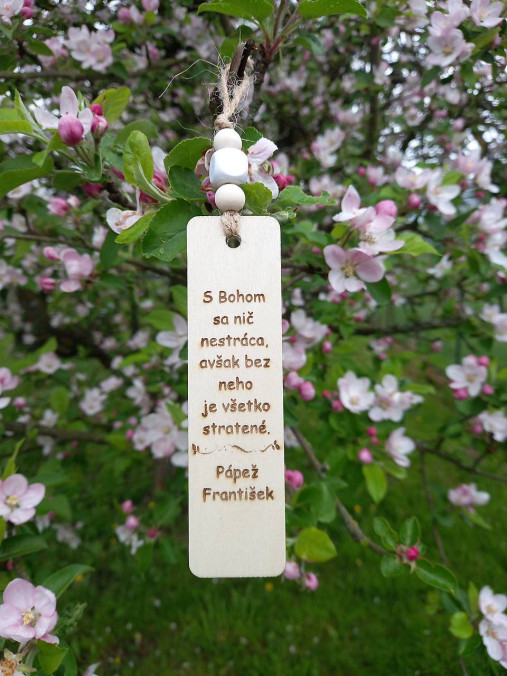 S Bohom
sa nič
nestráca,
avšak bez
neho
je všetko
stratené.
Pápež
František